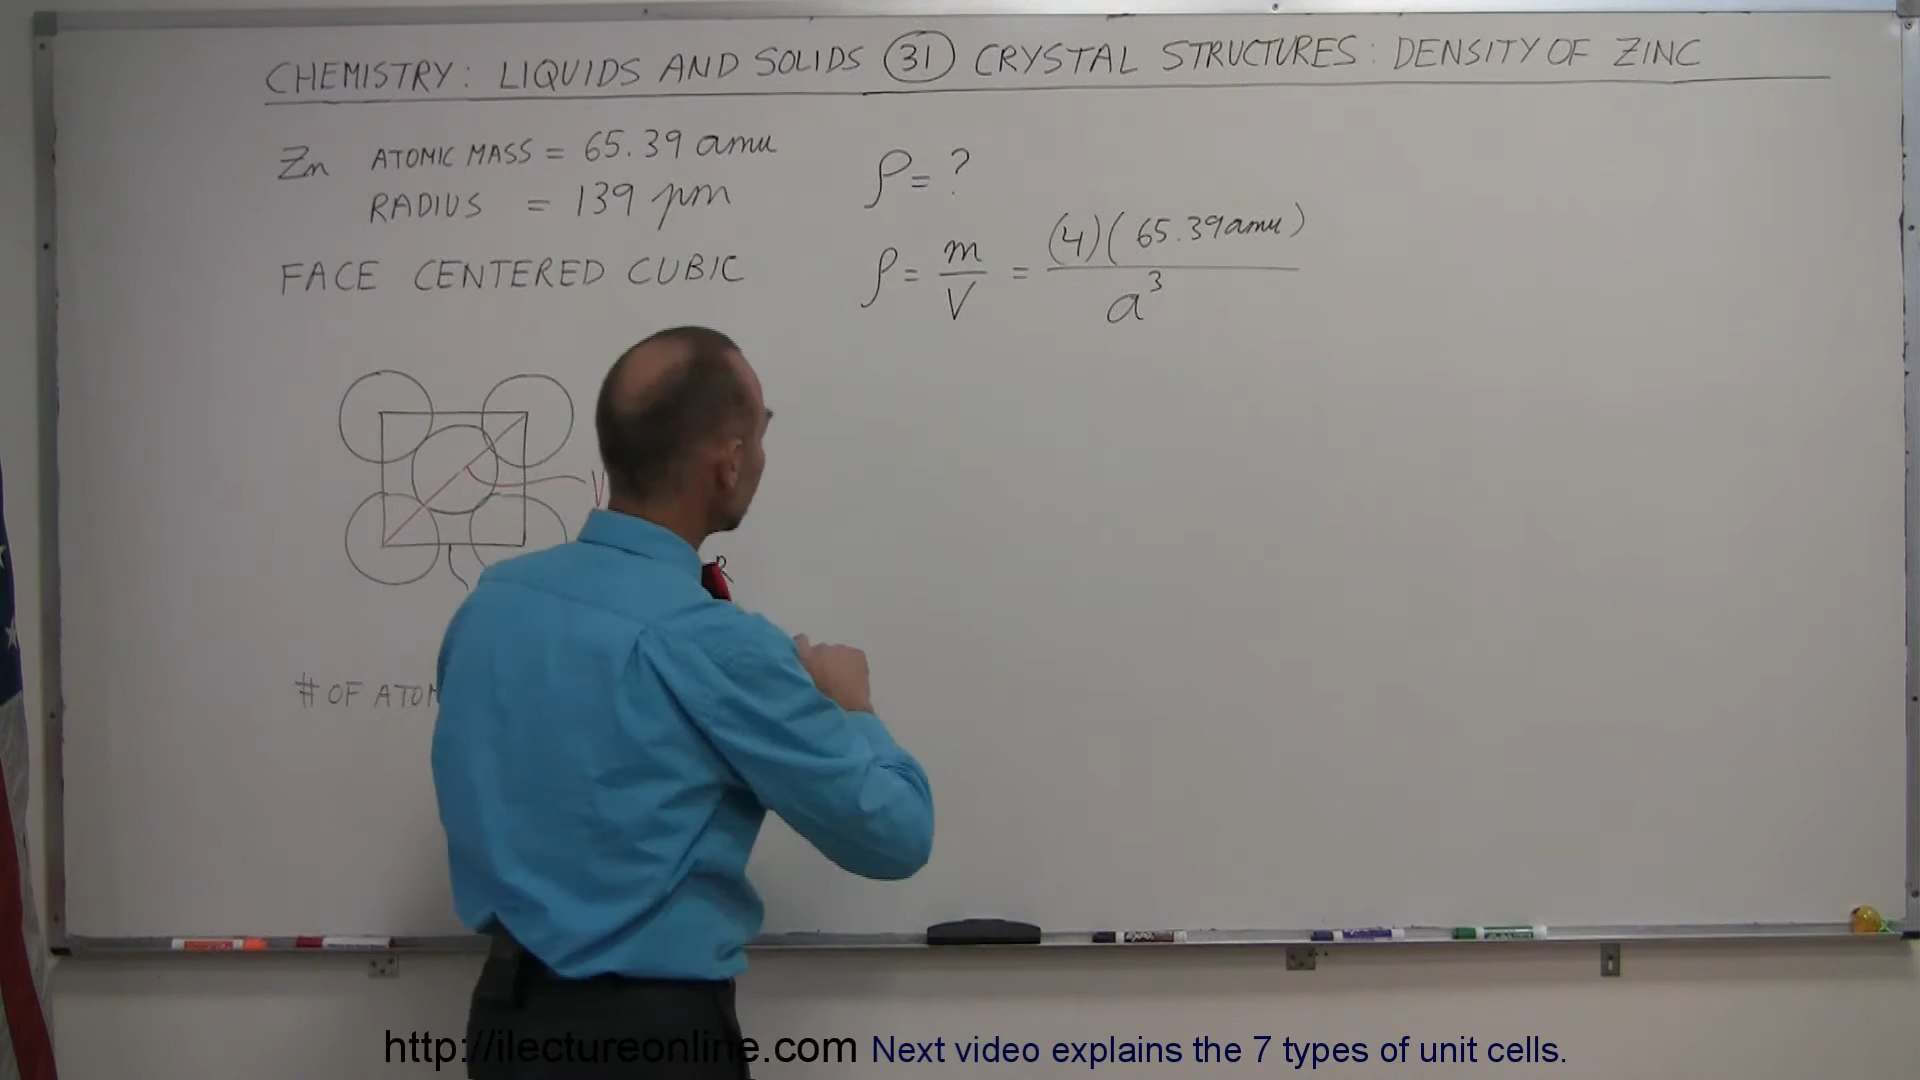 CHEMISTRY: LIQUIDS AND SOLIDS 31 CRYSTAL STRUCTURES: DENSITY OF ZINC
Zn ATOMIC MASS = 65.39 amu
RADIUS = 139 pm
FACE CENTERED CUBIC
ρ = ?
ρ = m/V = (4)(65.39 amu)/a³
R
# OF ATOM
http://ilectureonline.com Next video explains the 7 types of unit cells.